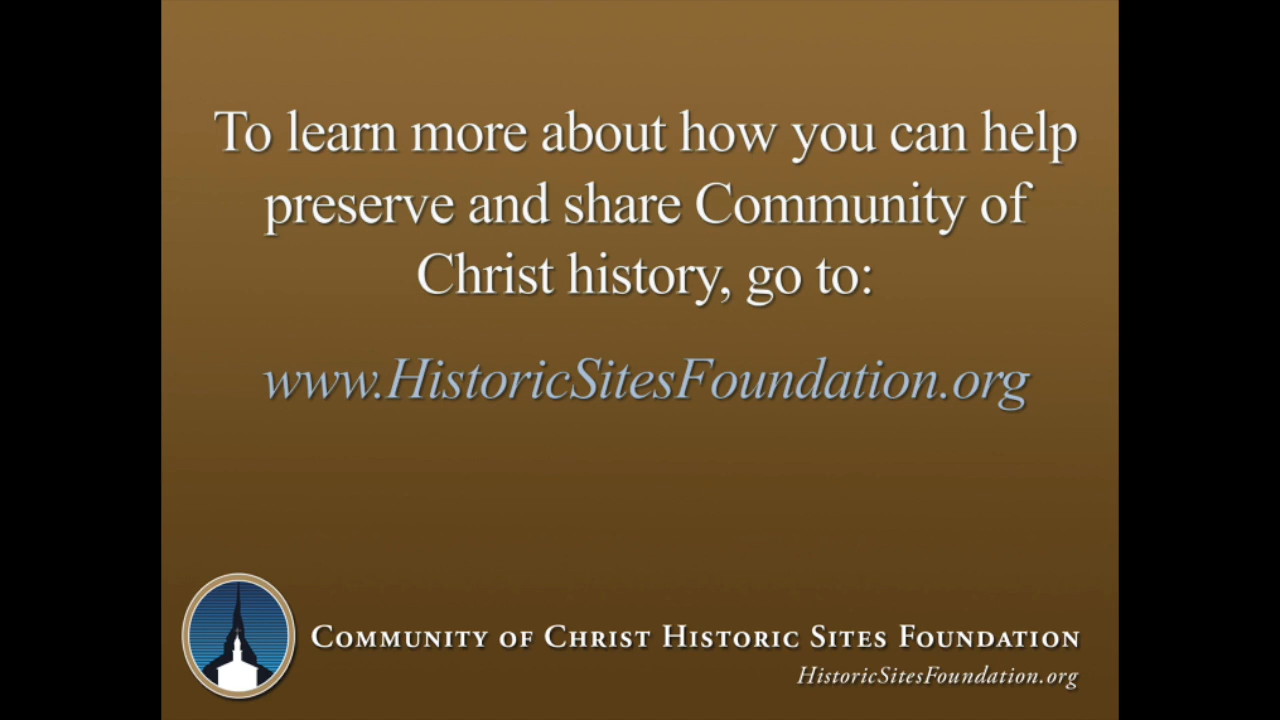 To learn more about how you can help
preserve and share Community of
Christ history, go to:
www.HistoricSitesFoundation.org
Community of Christ Historic Sites Foundation
HistoricSitesFoundation.org